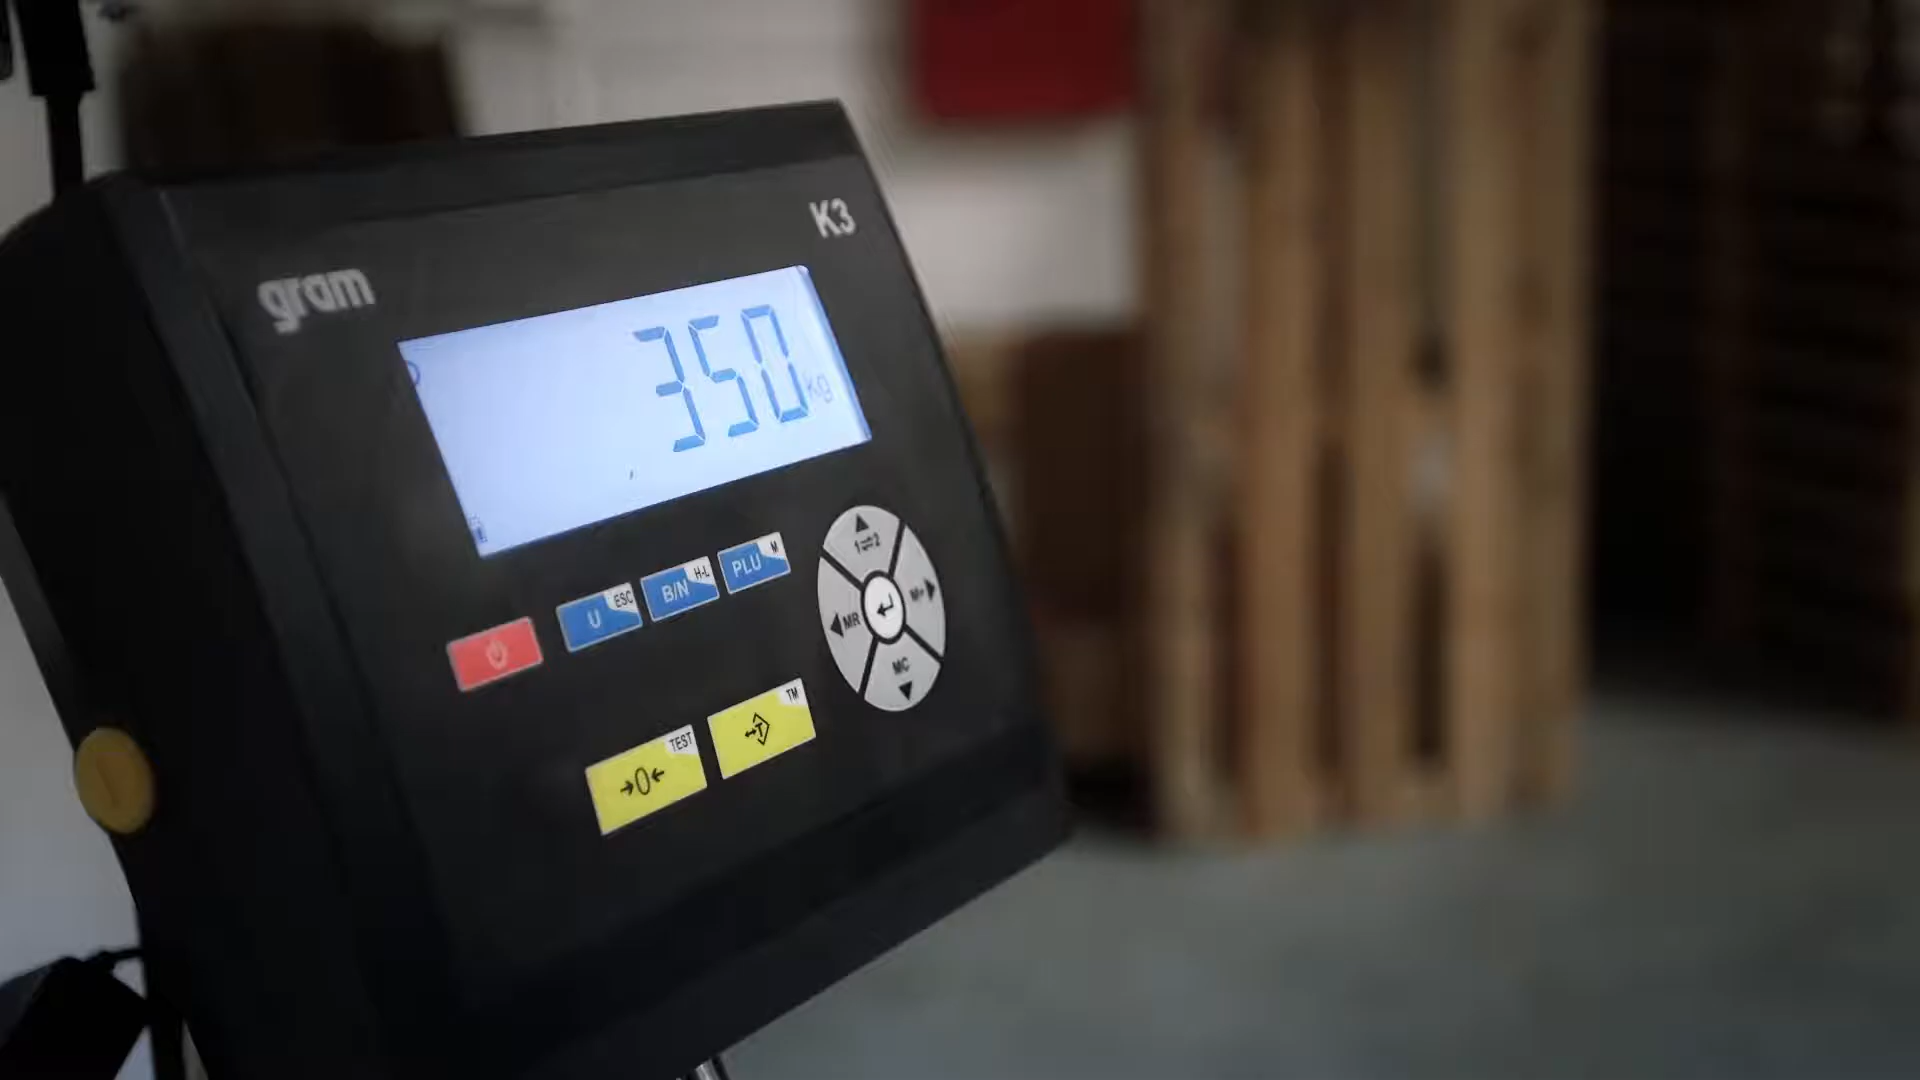 gram
K3
350 kg
U ESC
B/N H-L
PLU M
1⇌2
MR
M+
MC
→0← TEST
T TM